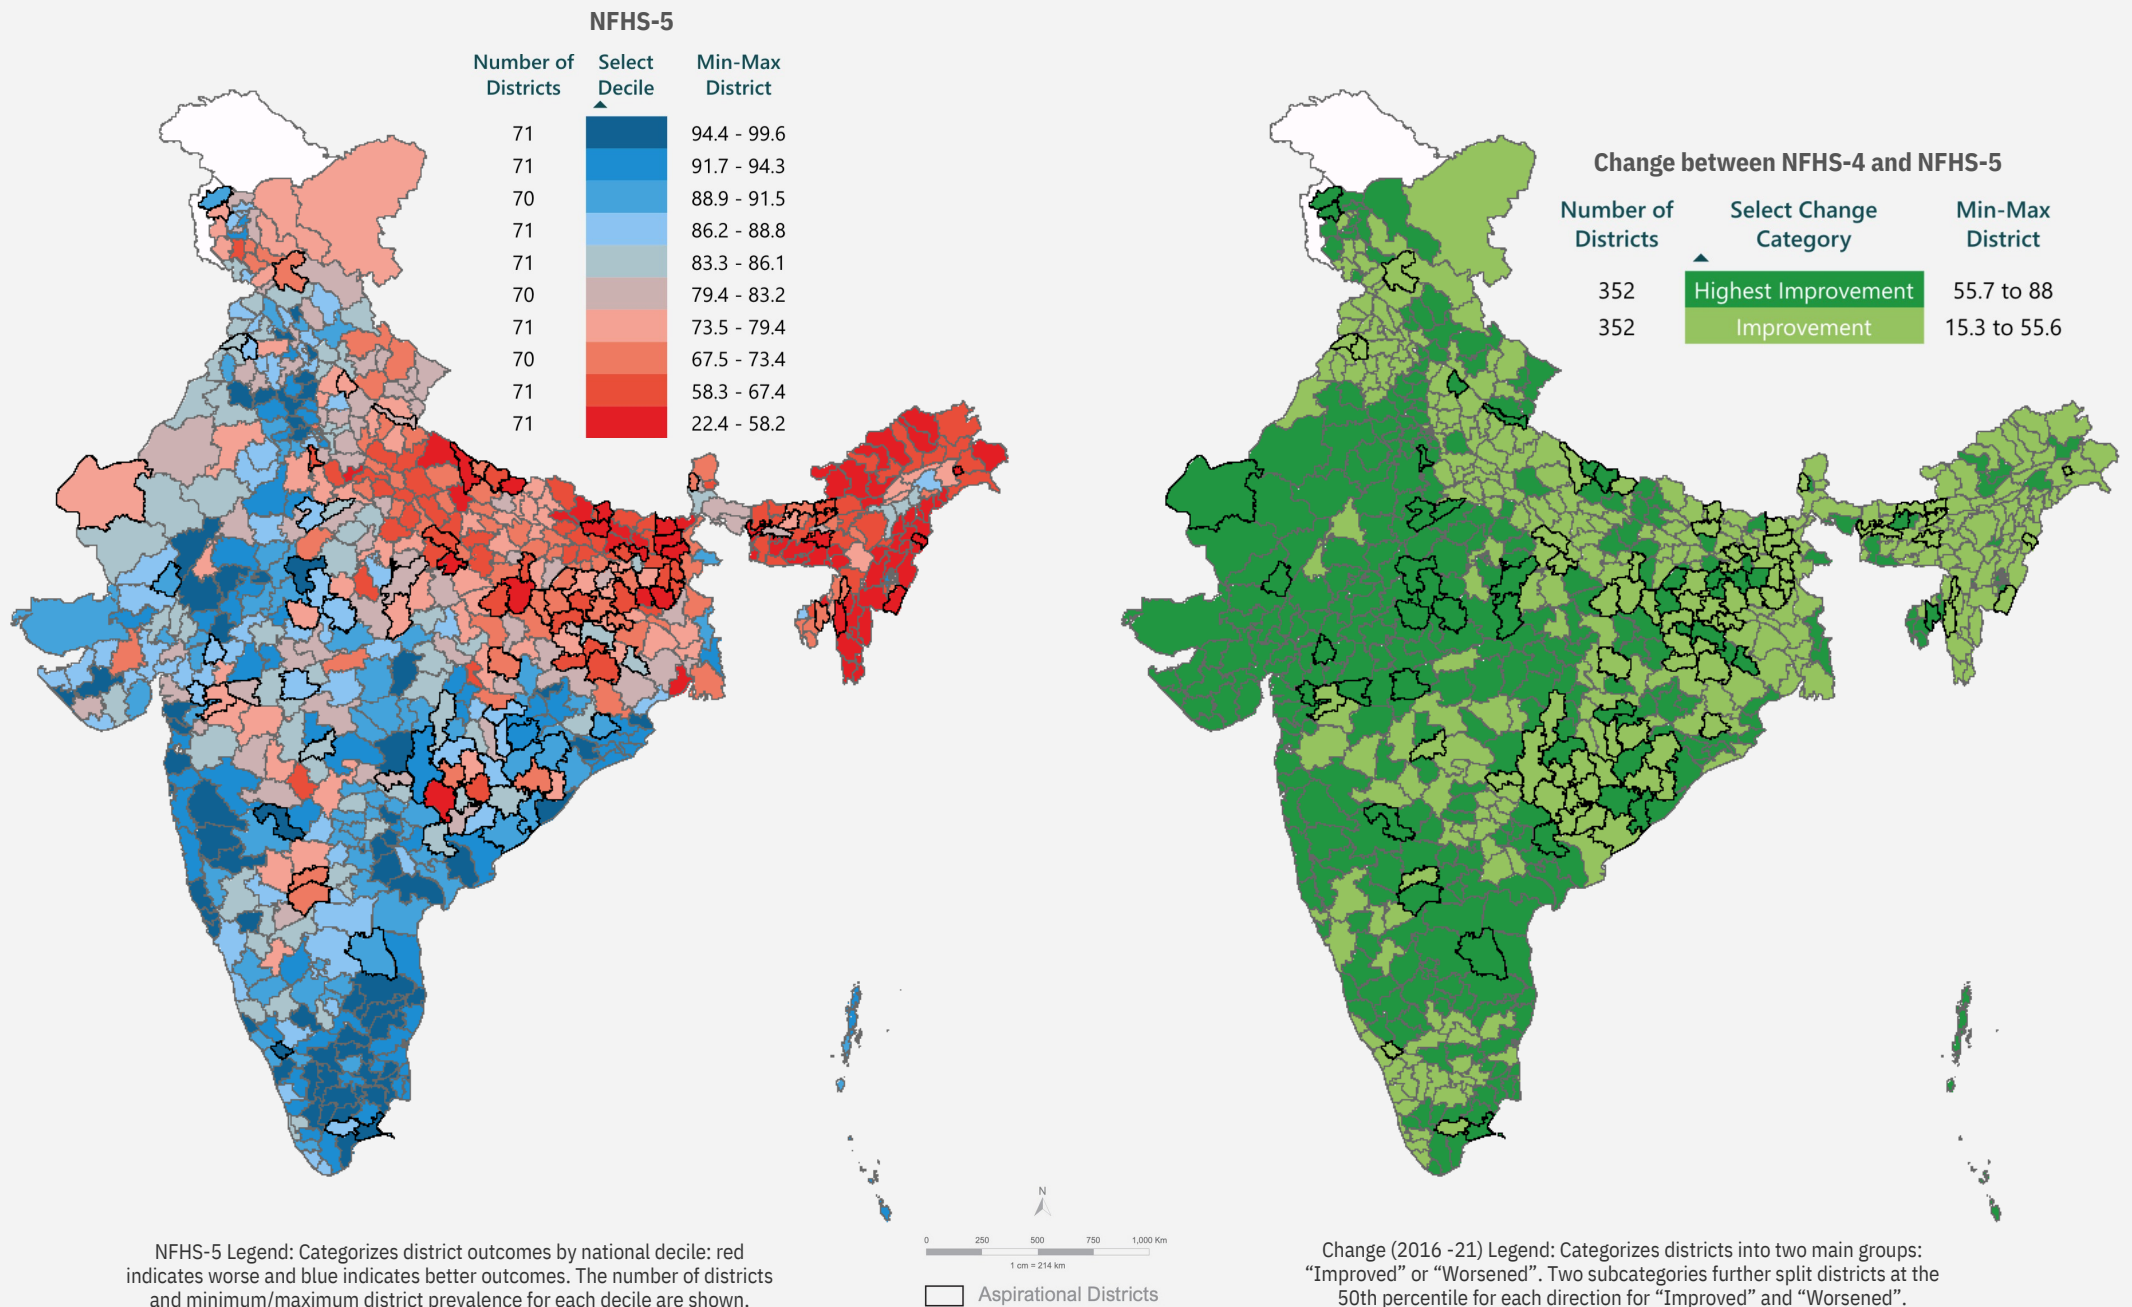 NFHS-5
Number of Districts
Select Decile
Min-Max District
71 94.4 - 99.6
71 91.7 - 94.3
70 88.9 - 91.5
71 86.2 - 88.8
71 83.3 - 86.1
70 79.4 - 83.2
71 73.5 - 79.4
70 67.5 - 73.4
71 58.3 - 67.4
71 22.4 - 58.2
Change between NFHS-4 and NFHS-5
Number of Districts
Select Change Category
Min-Max District
352 Highest Improvement 55.7 to 88
352 Improvement 15.3 to 55.6
NFHS-5 Legend: Categorizes district outcomes by national decile: red
indicates worse and blue indicates better outcomes. The number of districts
and minimum/maximum district prevalence for each decile are shown.
N
0 250 500 750 1,000 Km
1 cm = 214 km
Aspirational Districts
Change (2016 -21) Legend: Categorizes districts into two main groups:
“Improved” or “Worsened”. Two subcategories further split districts at the
50th percentile for each direction for “Improved” and “Worsened”.